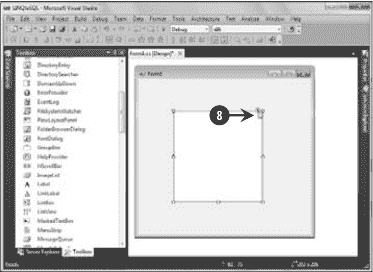 LINQtoSQL - Microsoft Visual Studio
File Edit View Project Build Debug Team Data Format Tools Architecture Test Analyze Window Help
Debug
Toolbox
Form1.cs [Design]*
DirectoryEntry
DirectorySearcher
DomainUpDown
ErrorProvider
EventLog
FileSystemWatcher
FlowLayoutPanel
FolderBrowserDialog
FontDialog
GroupBox
HelpProvider
HScrollBar
ImageList
Label
LinkLabel
ListBox
ListView
MaskedTextBox
MenuStrip
MessageQueue
Form1
8
Server Explorer Toolbox
Ready